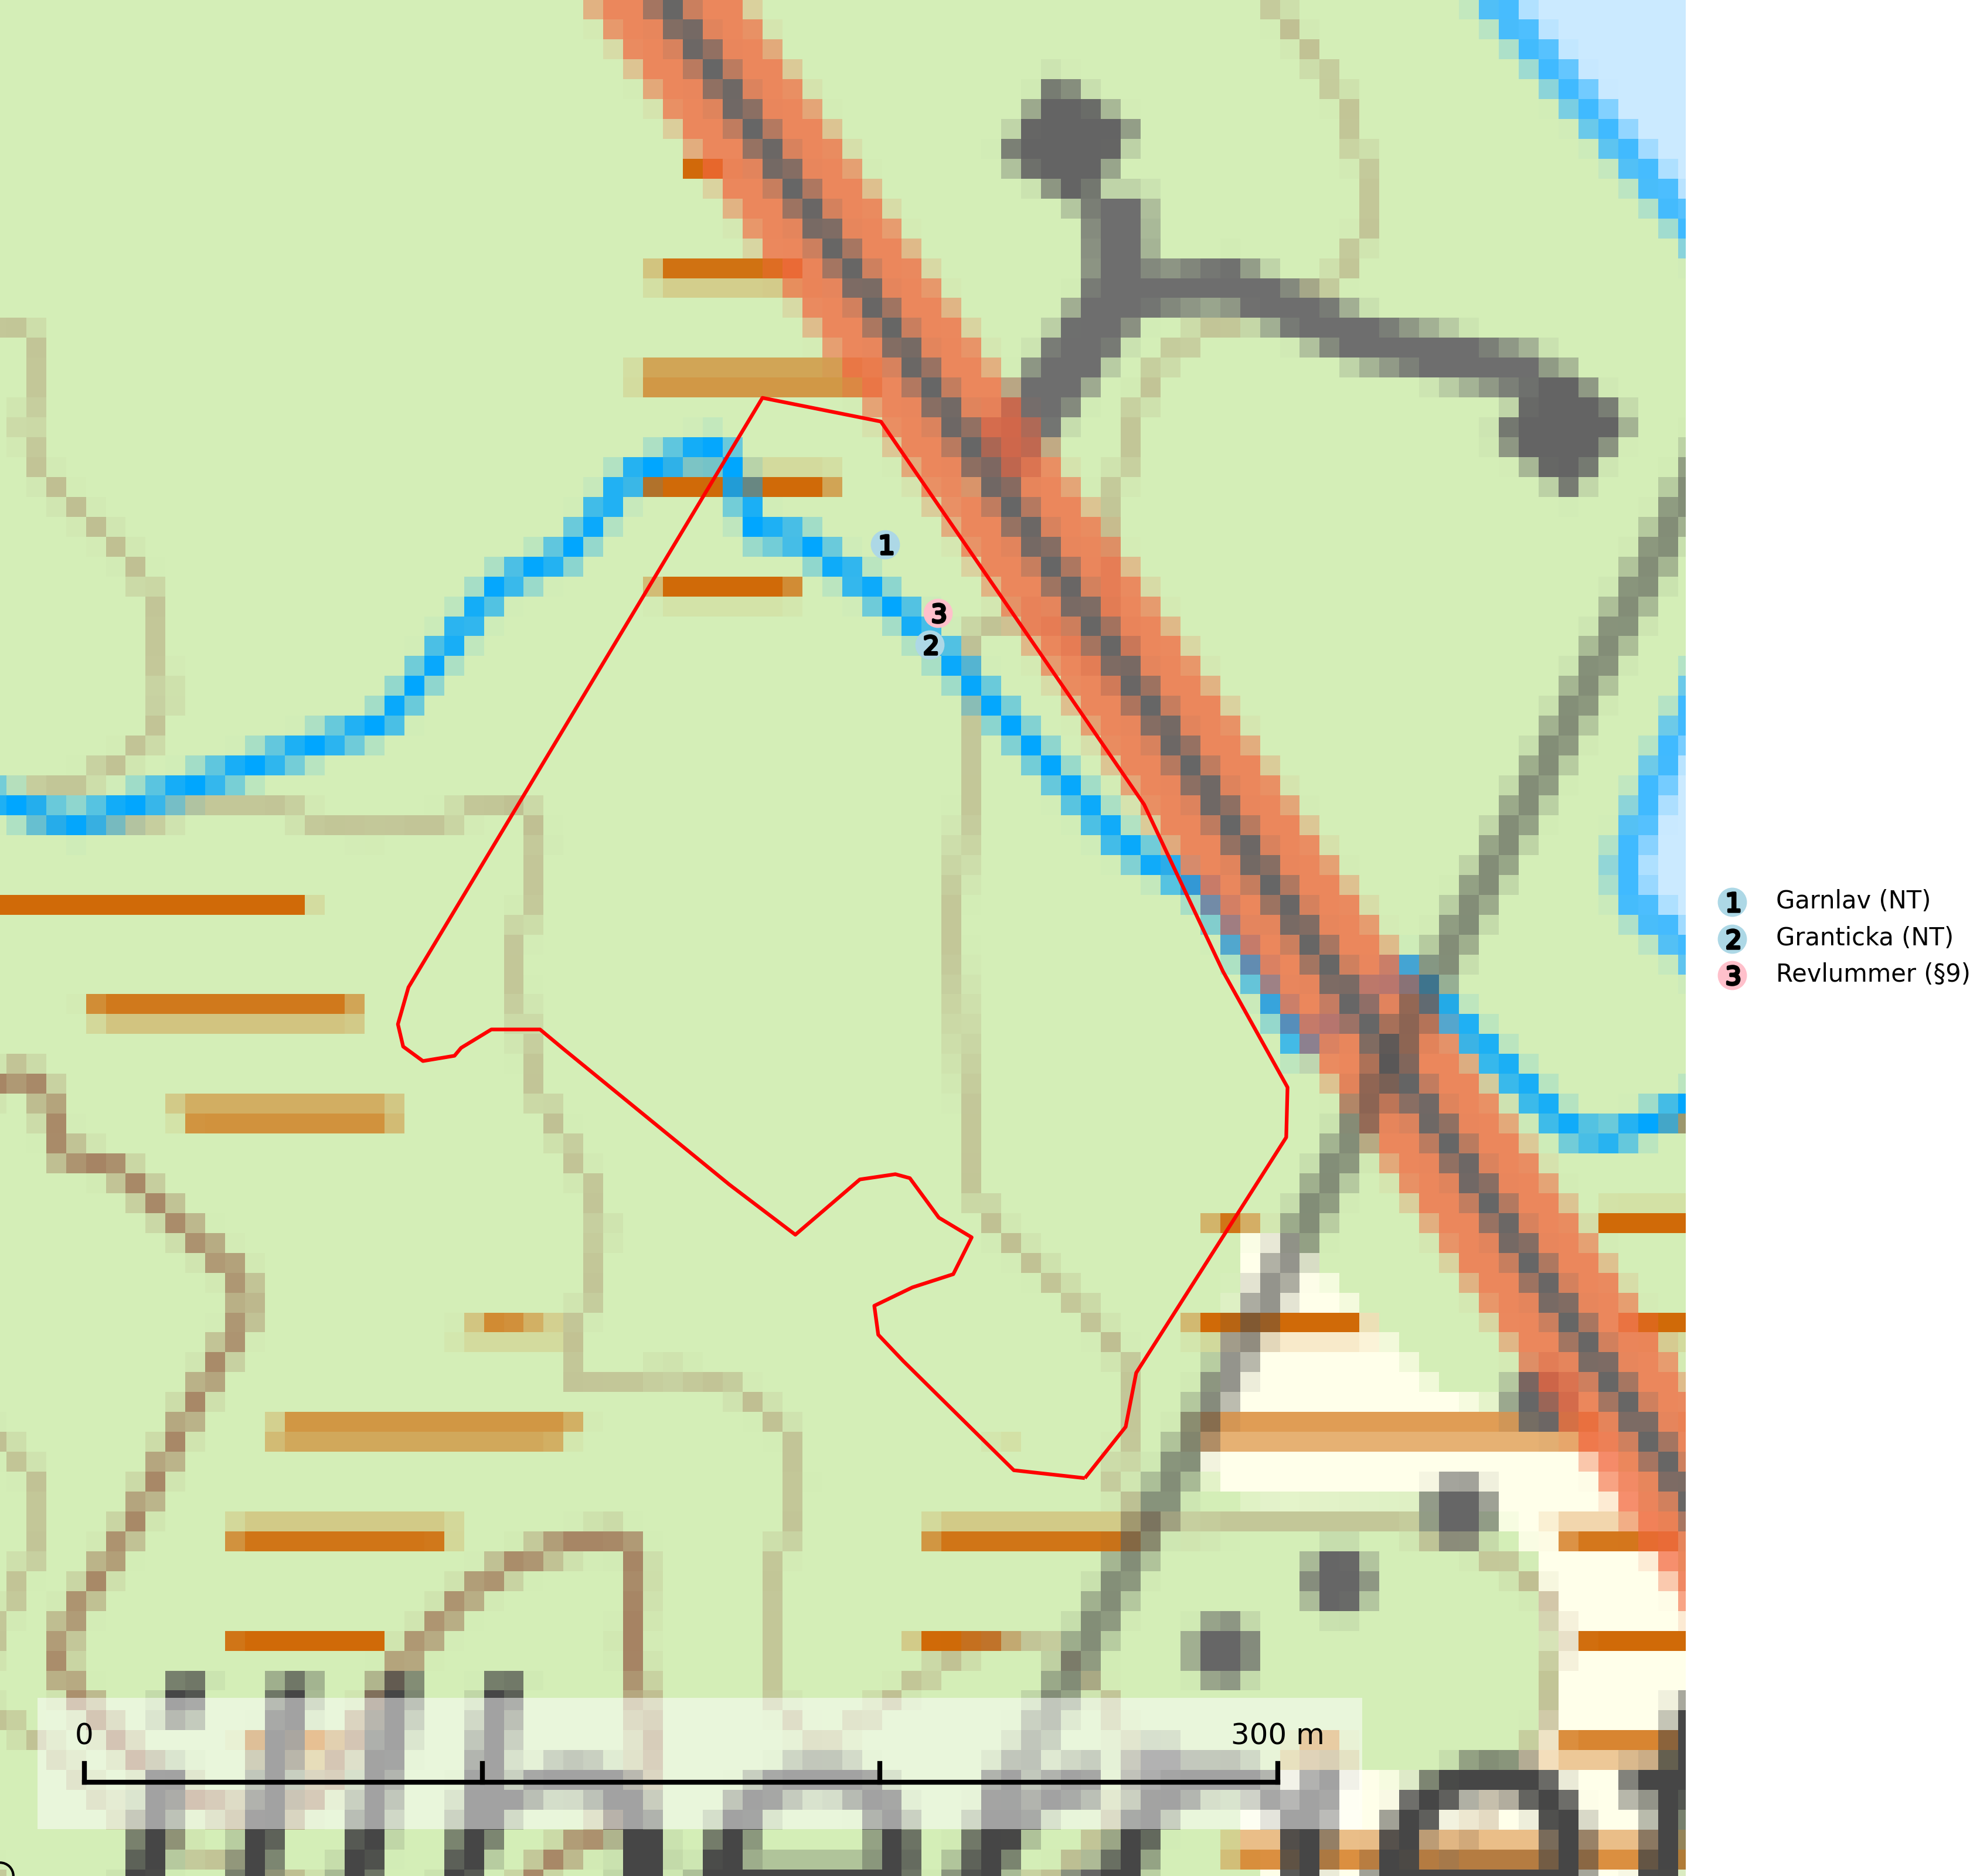 1
3
2
1 Garnlav (NT)
2 Granticka (NT)
3 Revlummer (§9)
0 300 m